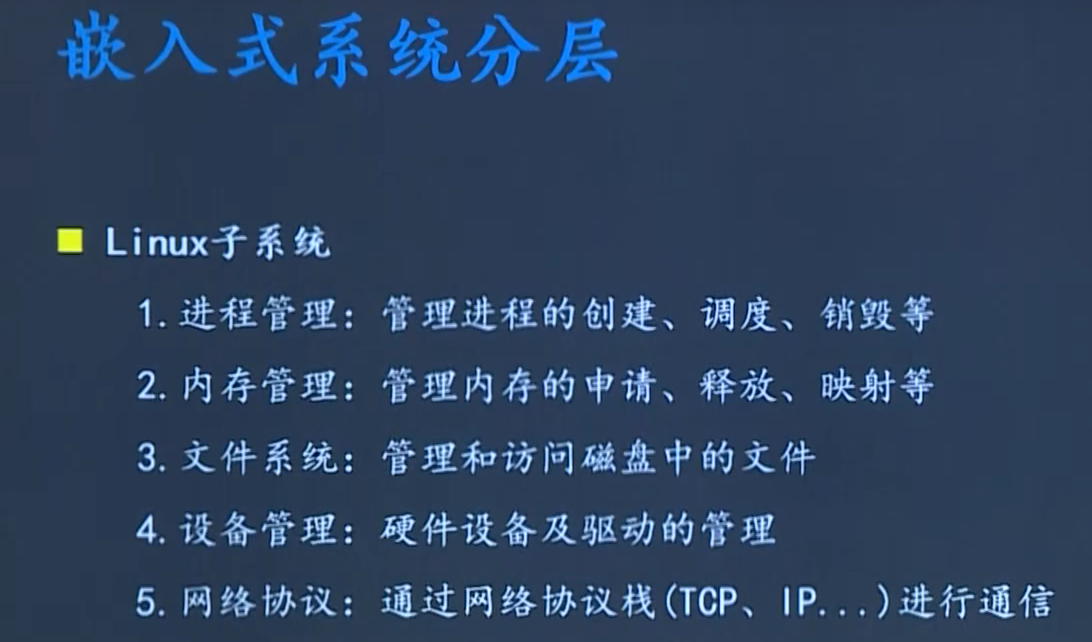 嵌入式系统分层
Linux子系统
1. 进程管理：管理进程的创建、调度、销毁等
2. 内存管理：管理内存的申请、释放、映射等
3. 文件系统：管理和访问磁盘中的文件
4. 设备管理：硬件设备及驱动的管理
5. 网络协议：通过网络协议栈(TCP、IP...)进行通信